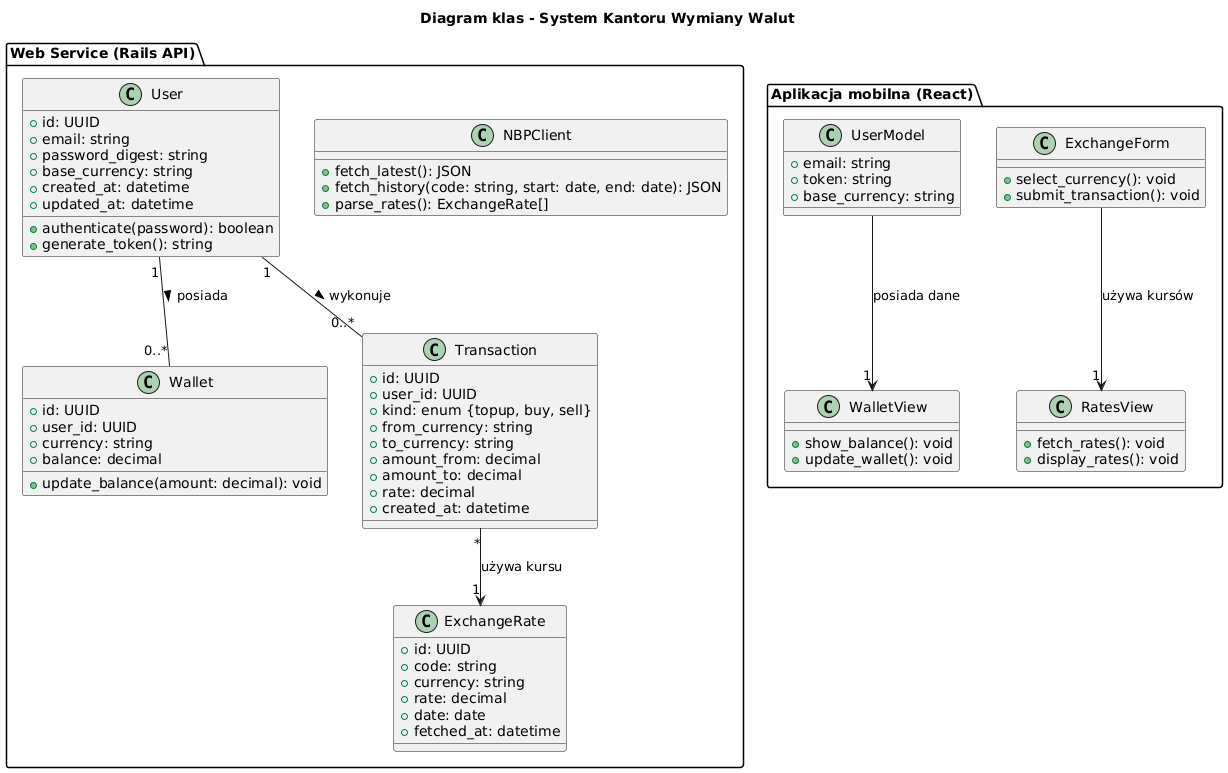 Diagram klas - System Kantoru Wymiany Walut
Web Service (Rails API)
C User
id: UUID
email: string
password_digest: string
base_currency: string
created_at: datetime
updated_at: datetime
authenticate(password): boolean
generate_token(): string
C NBPClient
fetch_latest(): JSON
fetch_history(code: string, start: date, end: date): JSON
parse_rates(): ExchangeRate[]
1
posiada
0..*
1
wykonuje
0..*
C Wallet
id: UUID
user_id: UUID
currency: string
balance: decimal
update_balance(amount: decimal): void
C Transaction
id: UUID
user_id: UUID
kind: enum {topup, buy, sell}
from_currency: string
to_currency: string
amount_from: decimal
amount_to: decimal
rate: decimal
created_at: datetime
*
używa kursu
1
C ExchangeRate
id: UUID
code: string
currency: string
rate: decimal
date: date
fetched_at: datetime
Aplikacja mobilna (React)
C UserModel
email: string
token: string
base_currency: string
C ExchangeForm
select_currency(): void
submit_transaction(): void
posiada dane
1
używa kursów
1
C WalletView
show_balance(): void
update_wallet(): void
C RatesView
fetch_rates(): void
display_rates(): void